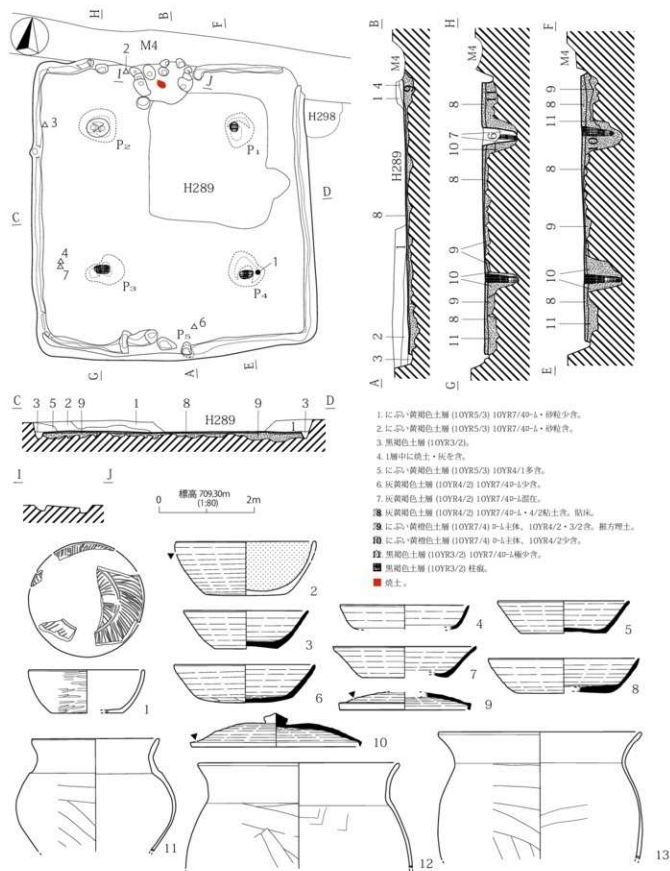 H
B
F
M4
2
I
J
3
P2
P1
H298
H289
C
D
4
7
1
P3
P4
6
P5
G
A
E
B
M4
1 4
9
H289
8
1
2
3
A
H
M4
8
7
6
10
8
9
10
9
8
11
G
F
M4
9
8
11
10
8
9
10
8
11
E
C
3 5 2 9 1 8 H289 9 1 3
D
I
J
標高 709.30m
(1:80)
0 2m
1. にぶい黄褐色土層 (10YR5/3) 10YR7/4ローム・砂粒少含。
2. にぶい黄褐色土層 (10YR5/3) 10YR7/4ローム・砂粒含。
3. 黒褐色土層 (10YR3/2)。
4. 1層中に焼土・灰を含。
5. にぶい黄褐色土層 (10YR5/3) 10YR4/1多含。
6. 灰黄褐色土層 (10YR4/2) 10YR7/4ローム少含。
7. 灰黄褐色土層 (10YR4/2) 10YR7/4ローム混在。
8 灰黄褐色土層 (10YR4/2) 10YR7/4ローム・4/2粘土含。貼床。
9. にぶい黄橙色土層 (10YR7/4) ローム主体、10YR4/2・3/2含。掘方埋土。
10 にぶい黄橙色土層 (10YR7/4) ローム主体、10YR4/2少含。
11. 黒褐色土層 (10YR3/2) 10YR7/4ローム極少含。
黒褐色土層 (10YR3/2) 柱痕。
焼土。
1
2
3
4
5
6
7
8
9
10
11
12
13